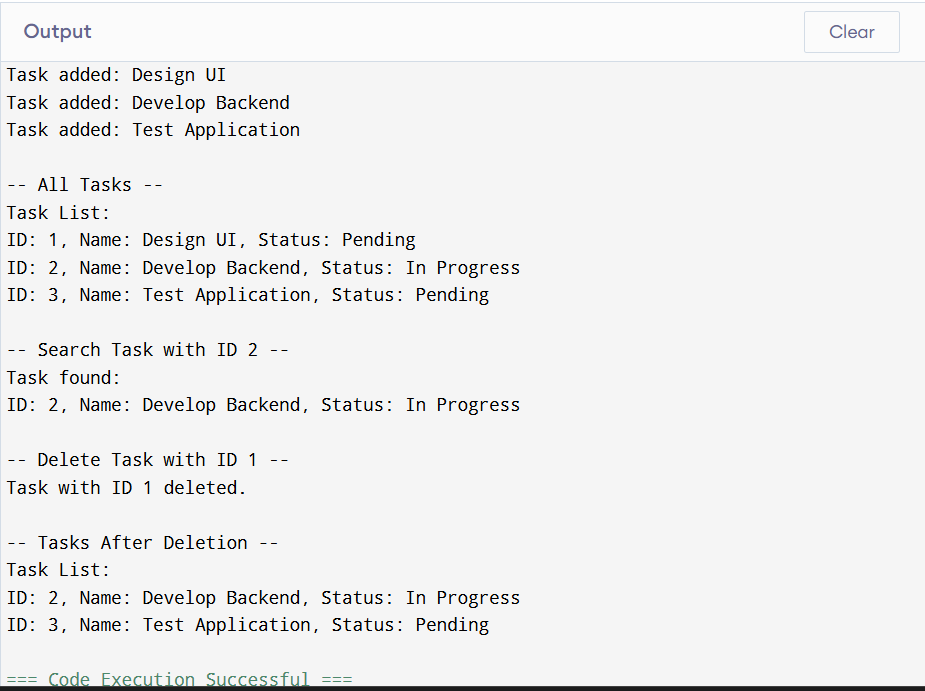 Output
Clear
Task added: Design UI
Task added: Develop Backend
Task added: Test Application
-- All Tasks --
Task List:
ID: 1, Name: Design UI, Status: Pending
ID: 2, Name: Develop Backend, Status: In Progress
ID: 3, Name: Test Application, Status: Pending
-- Search Task with ID 2 --
Task found:
ID: 2, Name: Develop Backend, Status: In Progress
-- Delete Task with ID 1 --
Task with ID 1 deleted.
-- Tasks After Deletion --
Task List:
ID: 2, Name: Develop Backend, Status: In Progress
ID: 3, Name: Test Application, Status: Pending
=== Code Execution Successful ===